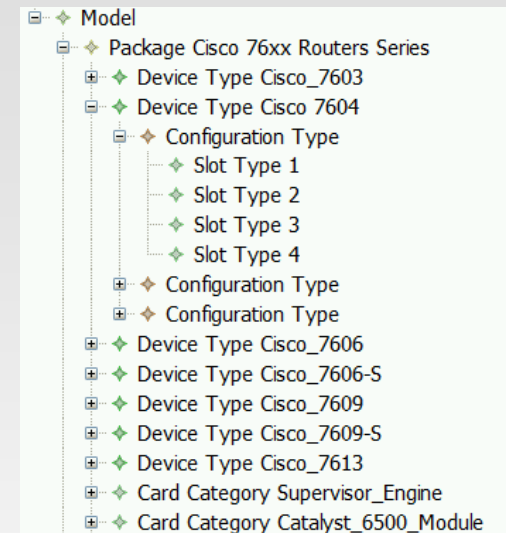 Model
Package Cisco 76xx Routers Series
Device Type Cisco_7603
Device Type Cisco 7604
Configuration Type
Slot Type 1
Slot Type 2
Slot Type 3
Slot Type 4
Configuration Type
Configuration Type
Device Type Cisco_7606
Device Type Cisco_7606-S
Device Type Cisco_7609
Device Type Cisco_7609-S
Device Type Cisco_7613
Card Category Supervisor_Engine
Card Category Catalyst_6500_Module